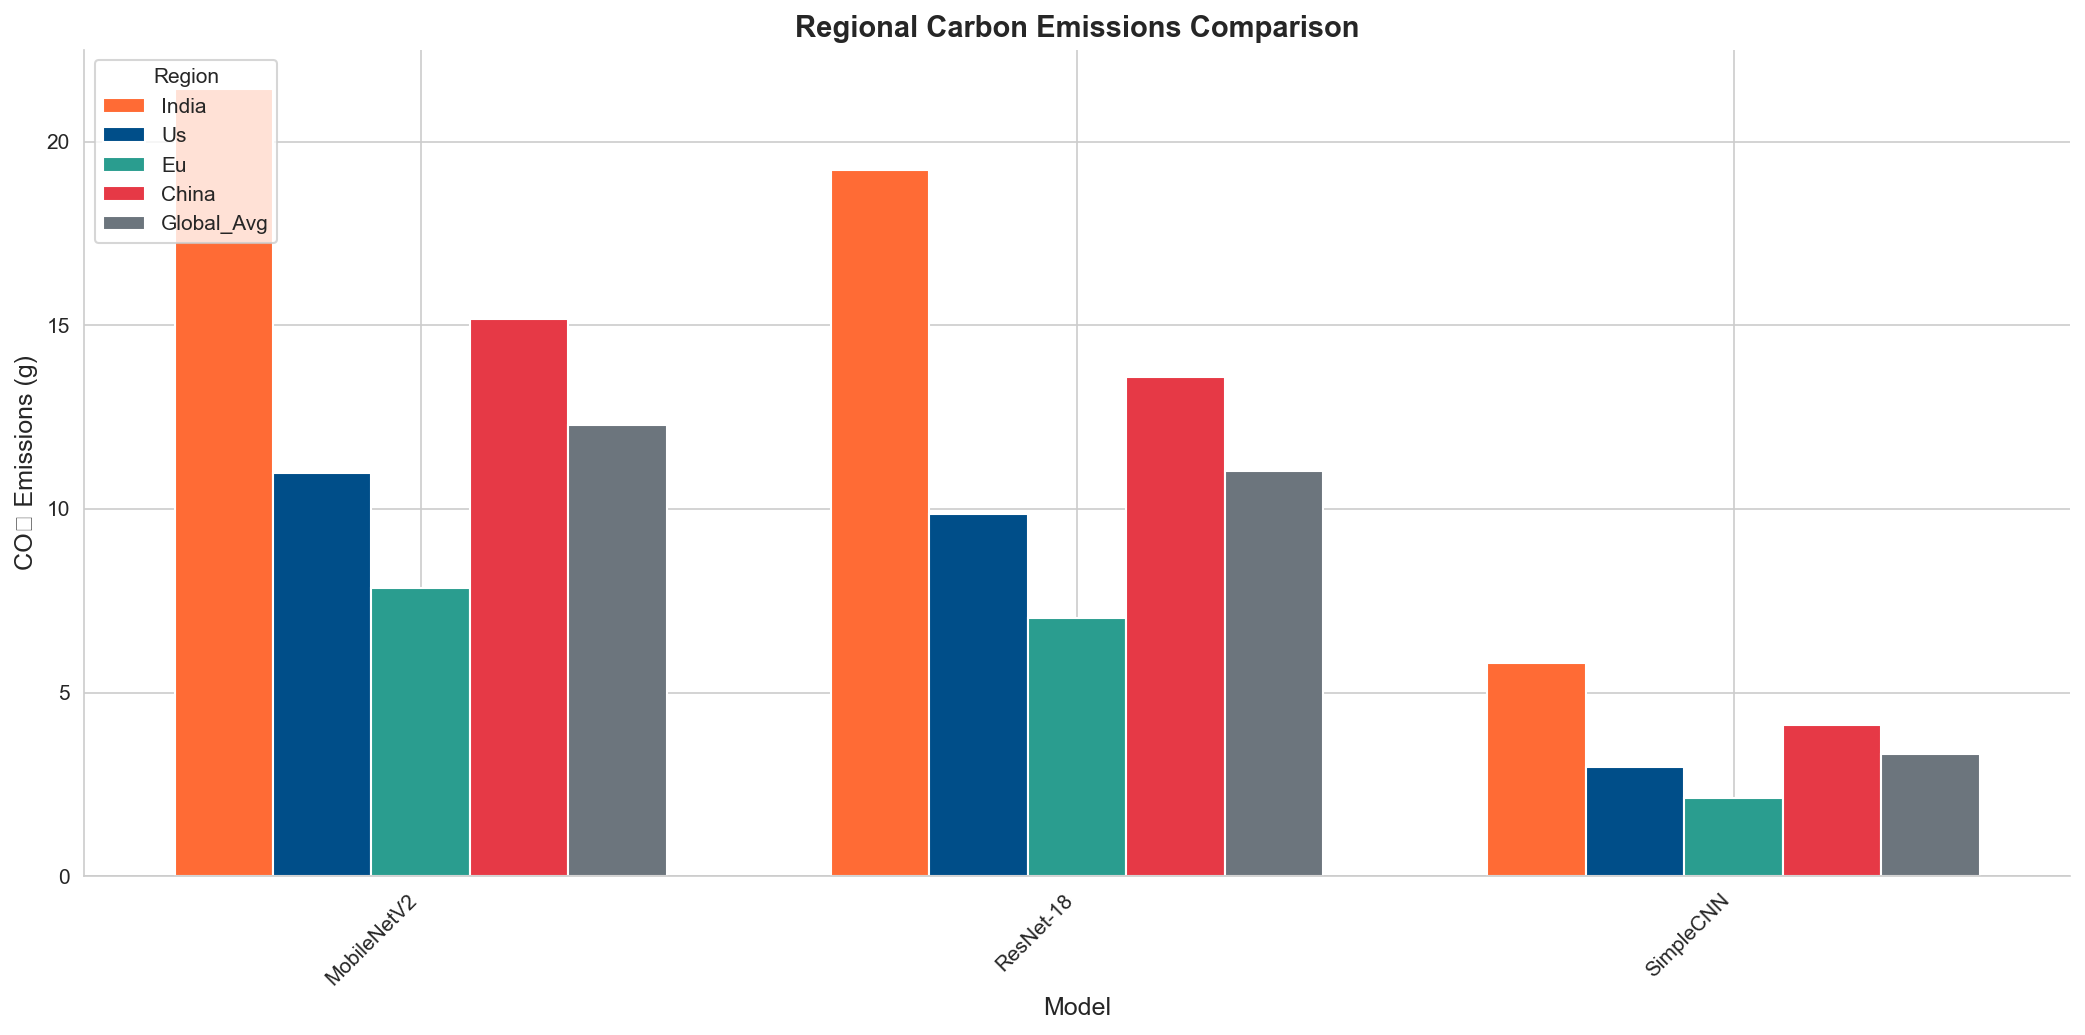 Regional Carbon Emissions Comparison
Region
India
Us
Eu
China
Global_Avg
CO□ Emissions (g)
20
15
10
5
0
MobileNetV2
ResNet-18
SimpleCNN
Model